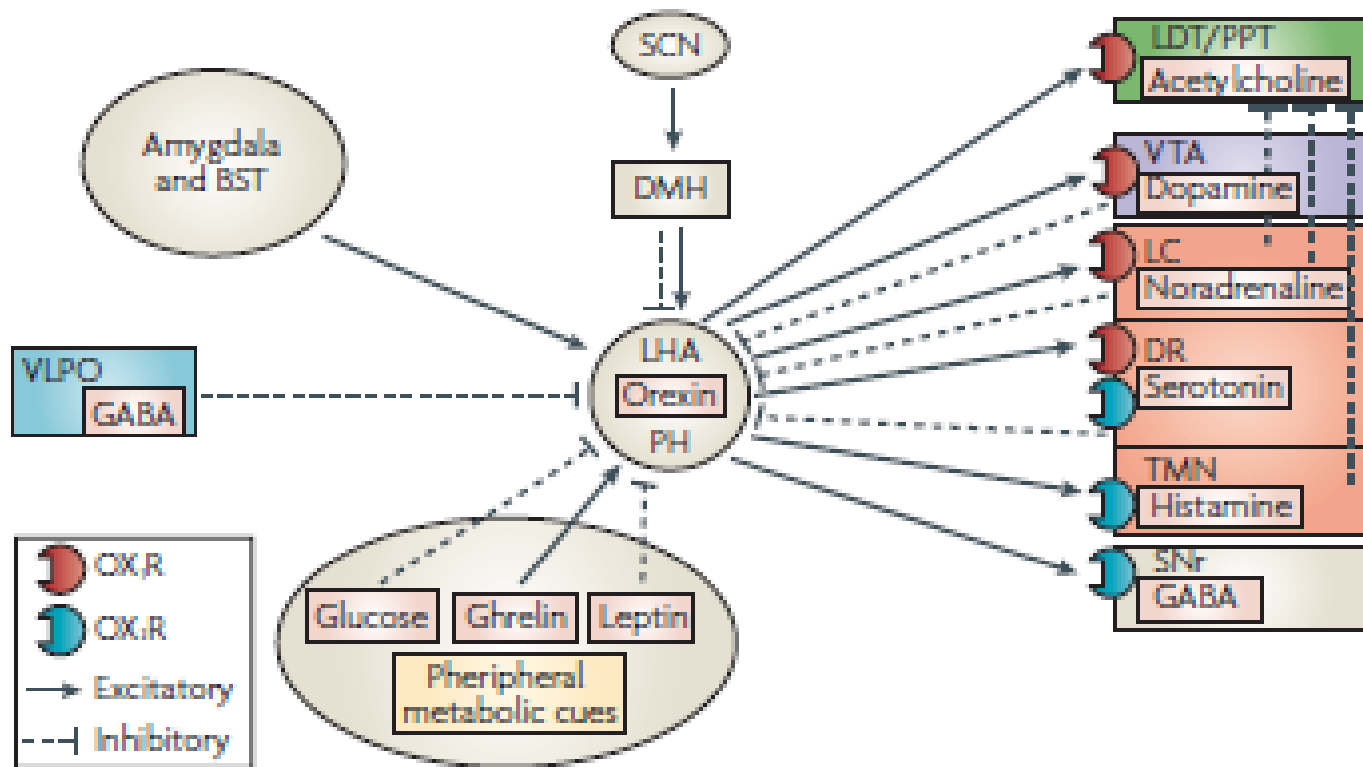 SCN
Amygdala
and BST
DMH
VLPO
GABA
LHA
Orexin
PH
Glucose
Ghrelin
Leptin
Pheripheral
metabolic cues
LDT/PPT
Acetylcholine
VTA
Dopamine
LC
Noradrenaline
DR
Serotonin
TMN
Histamine
SNr
GABA
OX₁R
OX₂R
Excitatory
Inhibitory